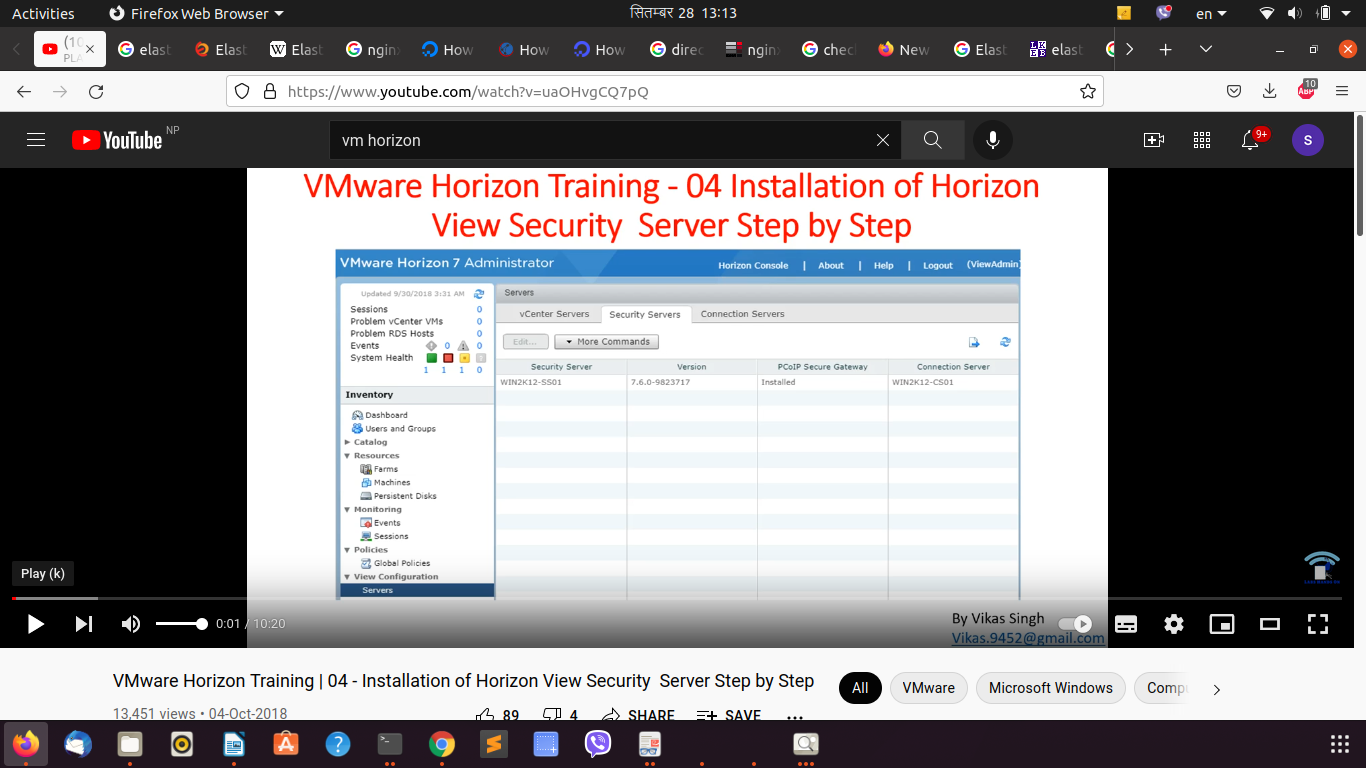 Activities
Firefox Web Browser
सितम्बर 28 13:13
en
elast
Elast
Elast
ngin
How
How
How
direc
ngin
chec
New
Elast
elast
https://www.youtube.com/watch?v=uaOHvgCQ7pQ
10
ABP
YouTube NP
vm horizon
9+
S
VMware Horizon Training - 04 Installation of Horizon
View Security Server Step by Step
VMware Horizon 7 Administrator
Horizon Console | About | Help | Logout (ViewAdmin)
Updated 9/30/2018 3:31 AM
Sessions 0
Problem vCenter VMs 0
Problem RDS Hosts 0
Events 0 0
System Health
1 1 1 0
Inventory
Dashboard
Users and Groups
Catalog
Resources
Farms
Machines
Persistent Disks
Monitoring
Events
Sessions
Policies
Global Policies
View Configuration
Servers
Servers
vCenter Servers Security Servers Connection Servers
Edit... More Commands
Security Server Version PCoIP Secure Gateway Connection Server
WIN2K12-SS01 7.6.0-9823717 Installed WIN2K12-CS01
Play (k)
0:01 / 10:20
By Vikas Singh
Vikas.9452@gmail.com
VMware Horizon Training | 04 - Installation of Horizon View Security Server Step by Step
13,451 views • 04-Oct-2018
89 4 SHARE SAVE
All VMware Microsoft Windows Compu